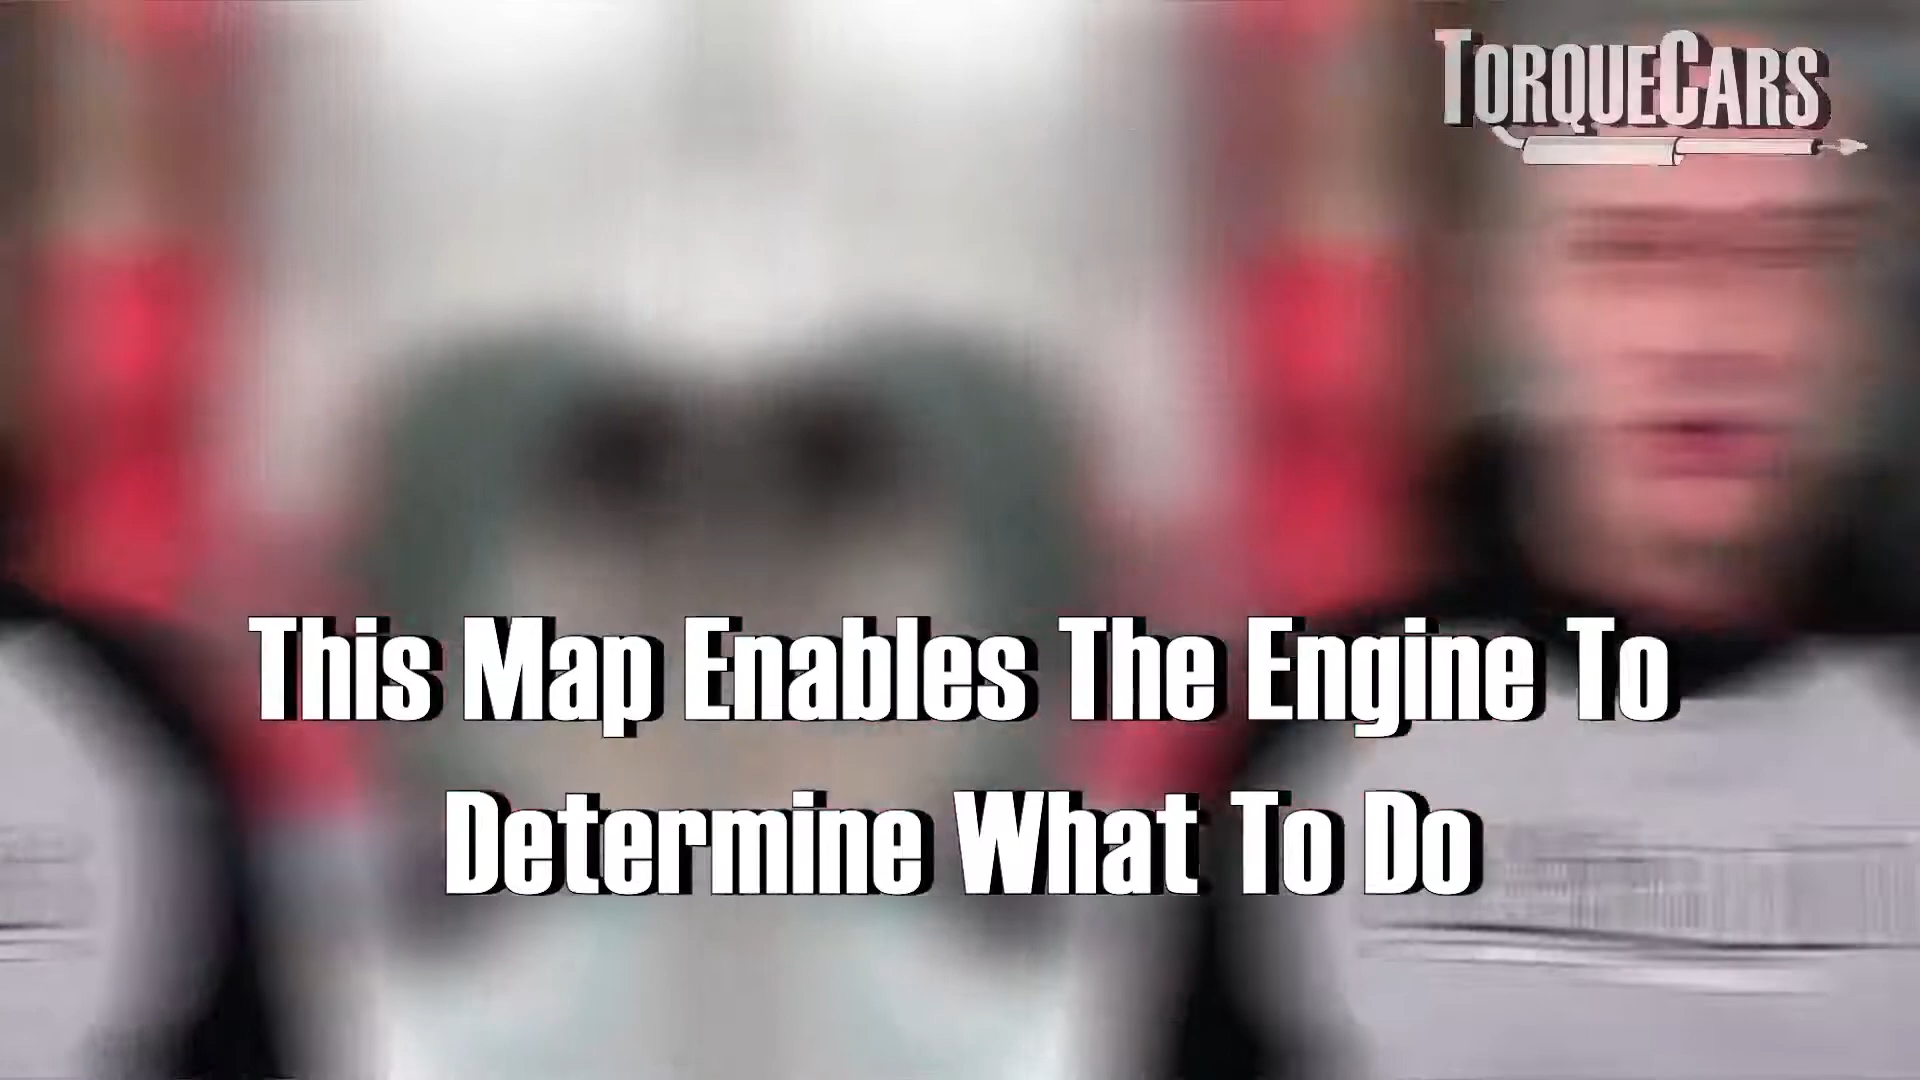 TORQUECARS
This Map Enables The Engine To
Determine What To Do